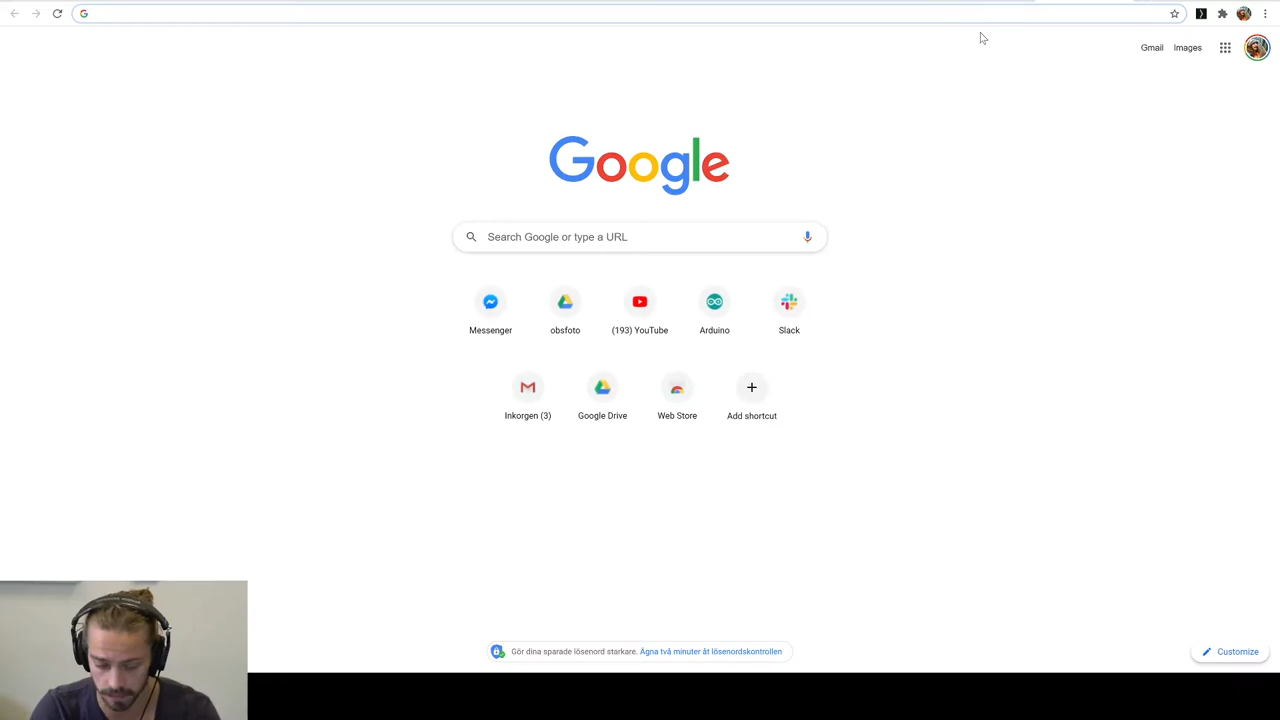 Gmail Images
Google
Search Google or type a URL
Messenger obsfoto (193) YouTube Arduino Slack
Inkorgen (3) Google Drive Web Store Add shortcut
Gör dina sparade lösenord starkare. Ägna två minuter åt lösenordskontrollen
Customize